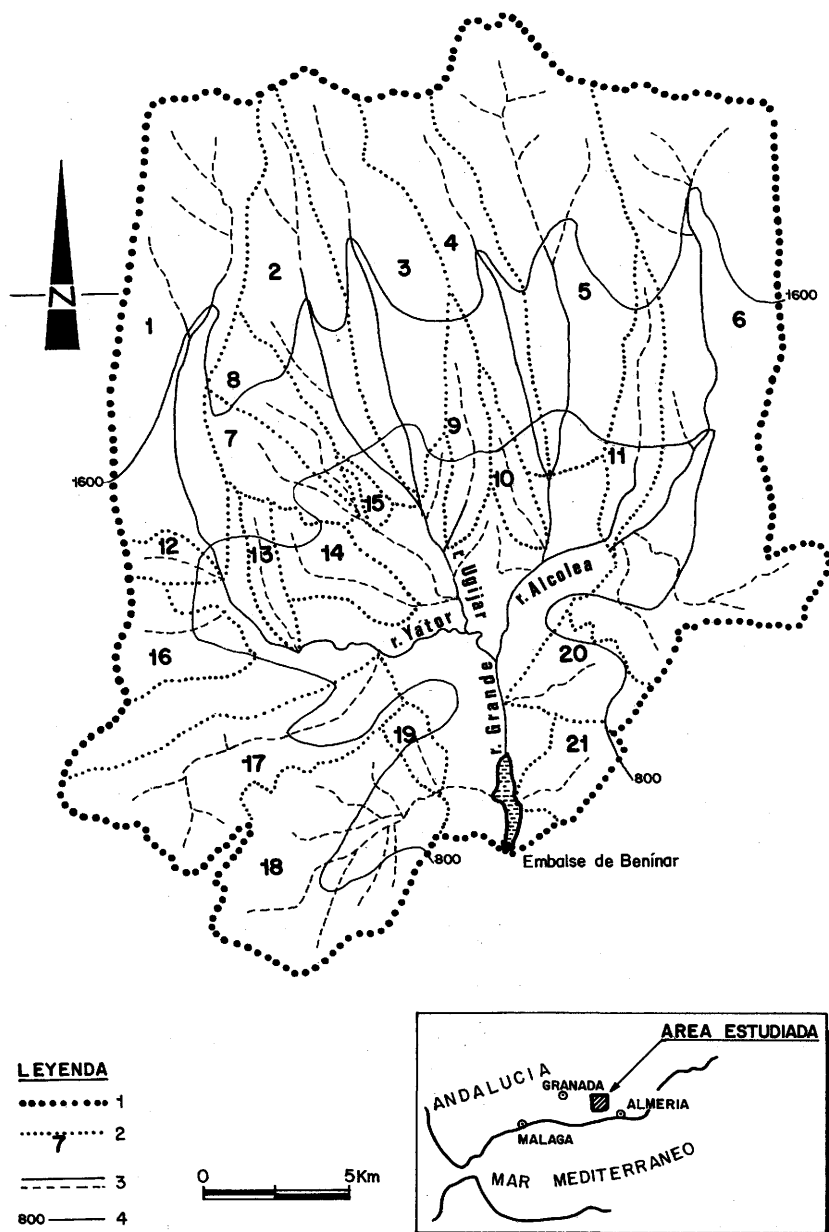 2
3
4
5
1600
6
1
8
7
9
10
11
1600
15
12
13
14
r. Ugijar
r. Alcolea
r. Yator
16
20
r. Grande
19
21
17
800
18
800
Embalse de Benínar
N
LEYENDA
1
7 2
3
800 4
0 5Km
AREA ESTUDIADA
ANDALUCIA
GRANADA
ALMERIA
MALAGA
MAR MEDITERRANEO